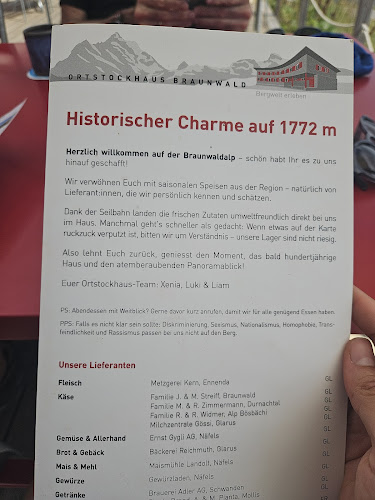 ORTSTOCKHAUS BRAUNWALD
Bergwelt erleben
Historischer Charme auf 1772 m
Herzlich willkommen auf der Braunwaldalp – schön habt Ihr es zu uns
hinauf geschafft!
Wir verwöhnen Euch mit saisonalen Speisen aus der Region – natürlich von
Lieferant:innen, die wir persönlich kennen und schätzen.
Dank der Seilbahn landen die frischen Zutaten umweltfreundlich direkt bei uns
im Haus. Manchmal geht's schneller als gedacht: Wenn etwas auf der Karte
ruckzuck verputzt ist, bitten wir um Verständnis – unsere Lager sind nicht riesig.
Also lehnt Euch zurück, geniesst den Moment, das bald hundertjährige
Haus und den atemberaubenden Panoramablick!
Euer Ortstockhaus-Team: Xenia, Luki & Liam
PS: Abendessen mit Weitblick? Gerne davor kurz anrufen, damit wir für alle genügend Essen haben.
PPS: Falls es nicht klar sein sollte: Diskriminierung, Sexismus, Nationalismus, Homophobie, Trans-
feindlichkeit und Rassismus passen bei uns nicht auf den Berg.
Unsere Lieferanten
Fleisch Metzgerei Kern, Ennenda GL
Käse Familie J. & M. Streiff, Braunwald GL
Familie M. & R. Zimmermann, Durnachtal GL
Familie R. & R. Widmer, Alp Bösbächi GL
Milchzentrale Gössi, Glarus GL
Gemüse & Allerhand Ernst Gygli AG, Näfels GL
Brot & Gebäck Bäckerei Reichmuth, Glarus GL
Mais & Mehl Maismühle Landolt, Näfels GL
Gewürze Gewürzladen, Näfels GL
Getränke Brauerei Adler AG, Schwanden GL